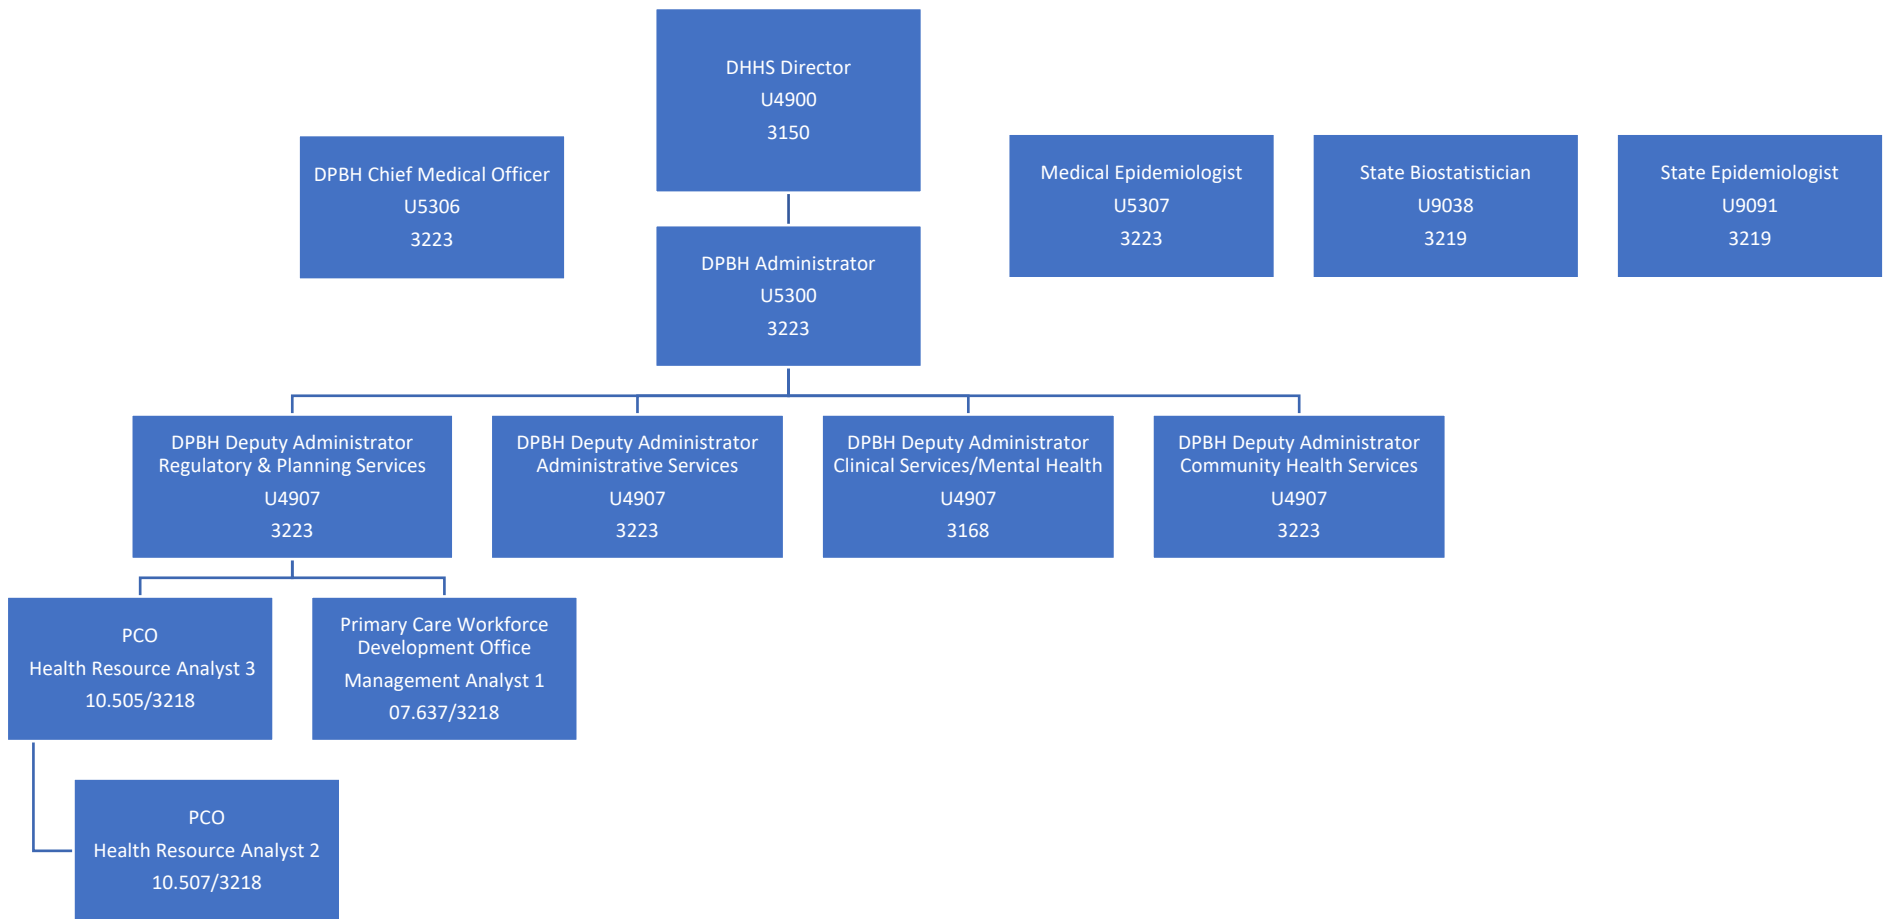 DHHS Director
U4900
3150
DPBH Chief Medical Officer
U5306
3223
Medical Epidemiologist
U5307
3223
State Biostatistician
U9038
3219
State Epidemiologist
U9091
3219
DPBH Administrator
U5300
3223
DPBH Deputy Administrator
Regulatory & Planning Services
U4907
3223
DPBH Deputy Administrator
Administrative Services
U4907
3223
DPBH Deputy Administrator
Clinical Services/Mental Health
U4907
3168
DPBH Deputy Administrator
Community Health Services
U4907
3223
PCO
Health Resource Analyst 3
10.505/3218
Primary Care Workforce
Development Office
Management Analyst 1
07.637/3218
PCO
Health Resource Analyst 2
10.507/3218